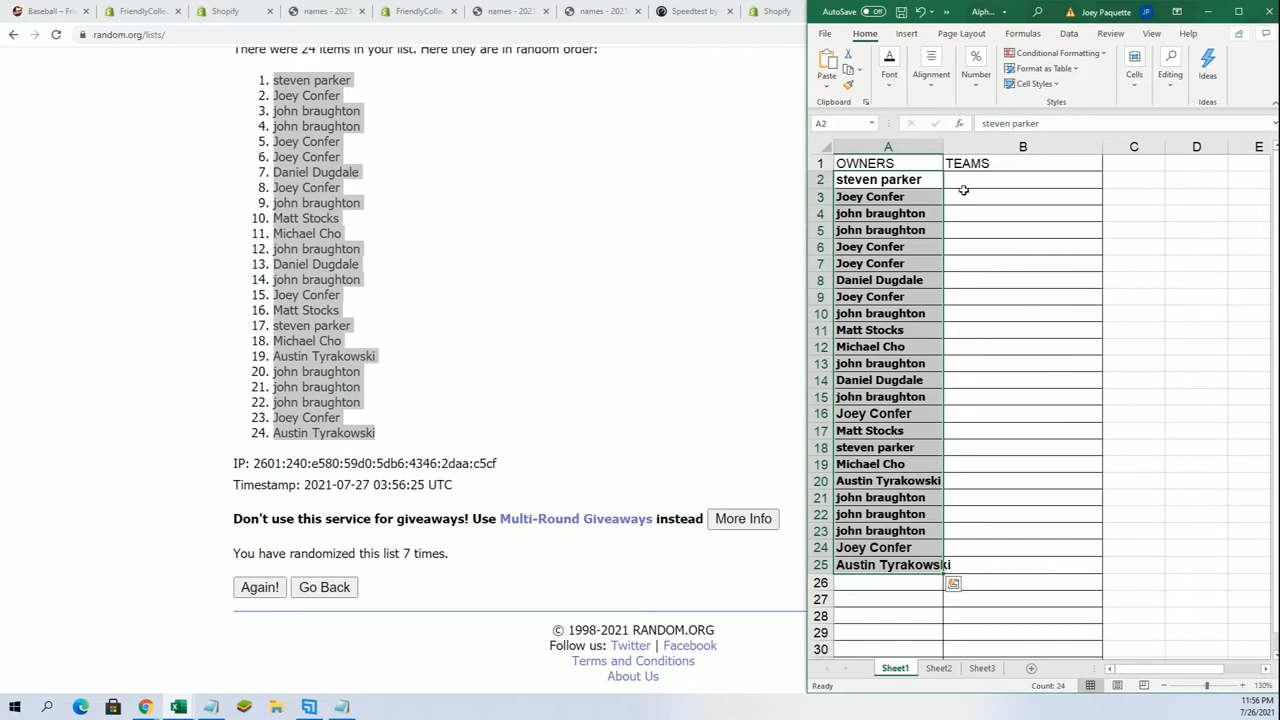 Baseball – F
FriendlyColle
Shopify
names - 2021
FriendlyColle
names - 2021
names - 2021
Speedtest by
Shopify
random.org/lists/
There were 24 items in your list. Here they are in random order:
1. steven parker
2. Joey Confer
3. john braughton
4. john braughton
5. Joey Confer
6. Joey Confer
7. Daniel Dugdale
8. Joey Confer
9. john braughton
10. Matt Stocks
11. Michael Cho
12. john braughton
13. Daniel Dugdale
14. john braughton
15. Joey Confer
16. Matt Stocks
17. steven parker
18. Michael Cho
19. Austin Tyrakowski
20. john braughton
21. john braughton
22. john braughton
23. Joey Confer
24. Austin Tyrakowski
IP: 2601:240:e580:59d0:5db6:4346:2daa:c5cf
Timestamp: 2021-07-27 03:56:25 UTC
Don't use this service for giveaways! Use Multi-Round Giveaways instead More Info
You have randomized this list 7 times.
Again! Go Back
© 1998-2021 RANDOM.ORG
Follow us: Twitter | Facebook
Terms and Conditions
About Us
AutoSave Off Alph... Joey Paquette JP
File Home Insert Page Layout Formulas Data Review View Help
Paste Font Alignment Number Conditional Formatting Format as Table Cell Styles Cells Editing Ideas
Clipboard Styles Ideas
A2 fx steven parker
A B C D E
1 OWNERS TEAMS
2 steven parker
3 Joey Confer
4 john braughton
5 john braughton
6 Joey Confer
7 Joey Confer
8 Daniel Dugdale
9 Joey Confer
10 john braughton
11 Matt Stocks
12 Michael Cho
13 john braughton
14 Daniel Dugdale
15 john braughton
16 Joey Confer
17 Matt Stocks
18 steven parker
19 Michael Cho
20 Austin Tyrakowski
21 john braughton
22 john braughton
23 john braughton
24 Joey Confer
25 Austin Tyrakowski
26
27
28
29
30
Sheet1 Sheet2 Sheet3
Ready Count: 24 130%
11:56 PM
7/26/2021